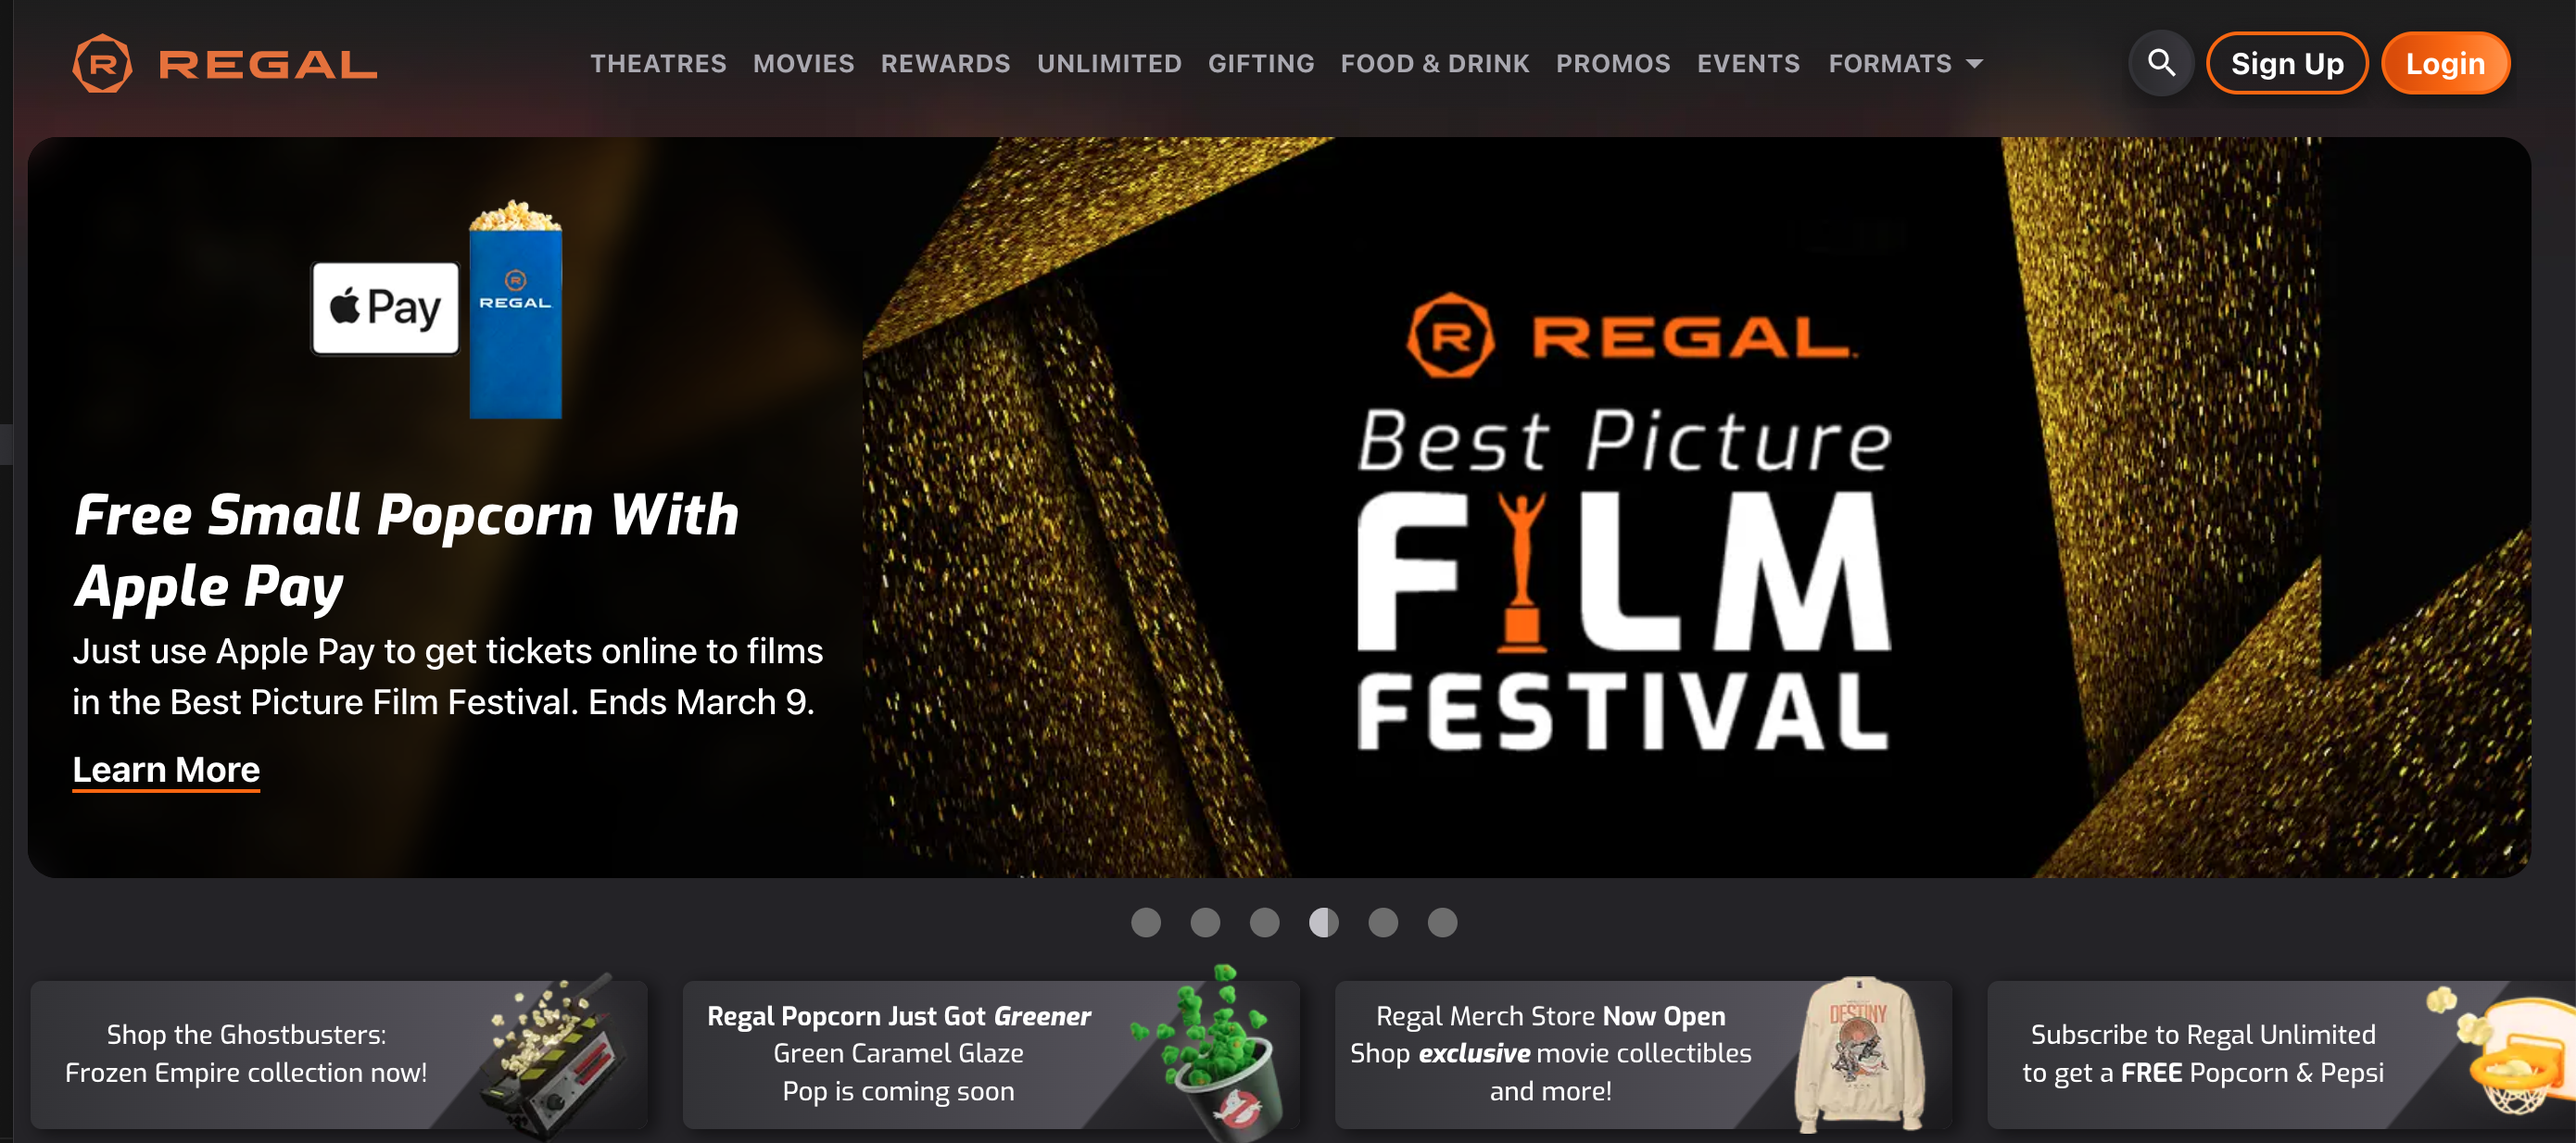 R REGAL
THEATRES MOVIES REWARDS UNLIMITED GIFTING FOOD & DRINK PROMOS EVENTS FORMATS
Sign Up
Login
Pay
R
REGAL
Free Small Popcorn With
Apple Pay
Just use Apple Pay to get tickets online to films
in the Best Picture Film Festival. Ends March 9.
Learn More
R REGAL.
Best Picture
FILM
FESTIVAL
Shop the Ghostbusters:
Frozen Empire collection now!
Regal Popcorn Just Got Greener
Green Caramel Glaze
Pop is coming soon
Regal Merch Store Now Open
Shop exclusive movie collectibles
and more!
DESTINY
Subscribe to Regal Unlimited
to get a FREE Popcorn & Pepsi